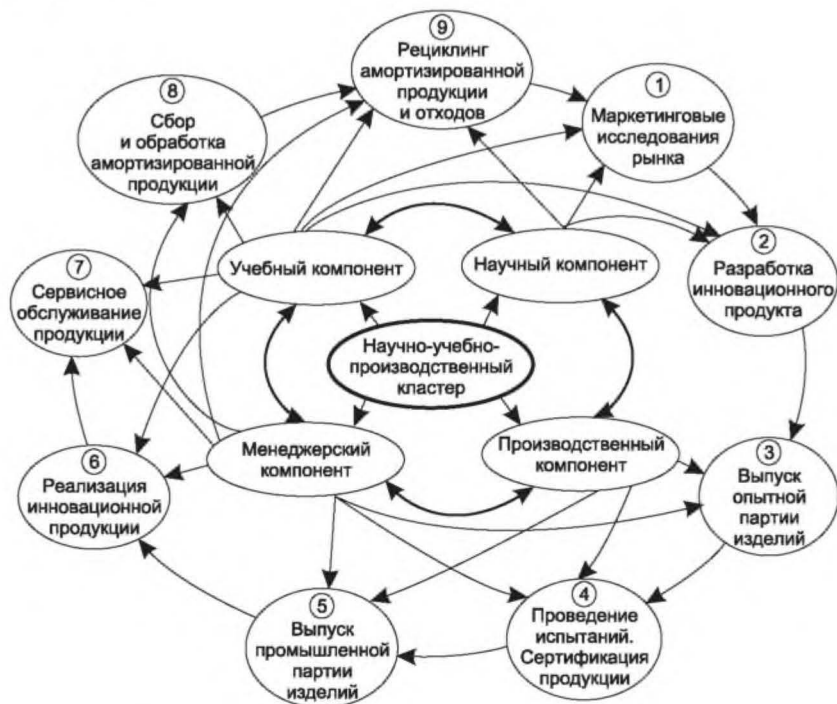 9
Рециклинг
амортизированной
продукции
и отходов
1
Маркетинговые
исследования
рынка
2
Разработка
инновационного
продукта
3
Выпуск
опытной
партии
изделий
4
Проведение
испытаний.
Сертификация
продукции
5
Выпуск
промышленной
партии
изделий
6
Реализация
инновационной
продукции
7
Сервисное
обслуживание
продукции
8
Сбор
и обработка
амортизированной
продукции
Учебный компонент
Научный компонент
Научно-учебно-
производственный
кластер
Менеджерский
компонент
Производственный
компонент